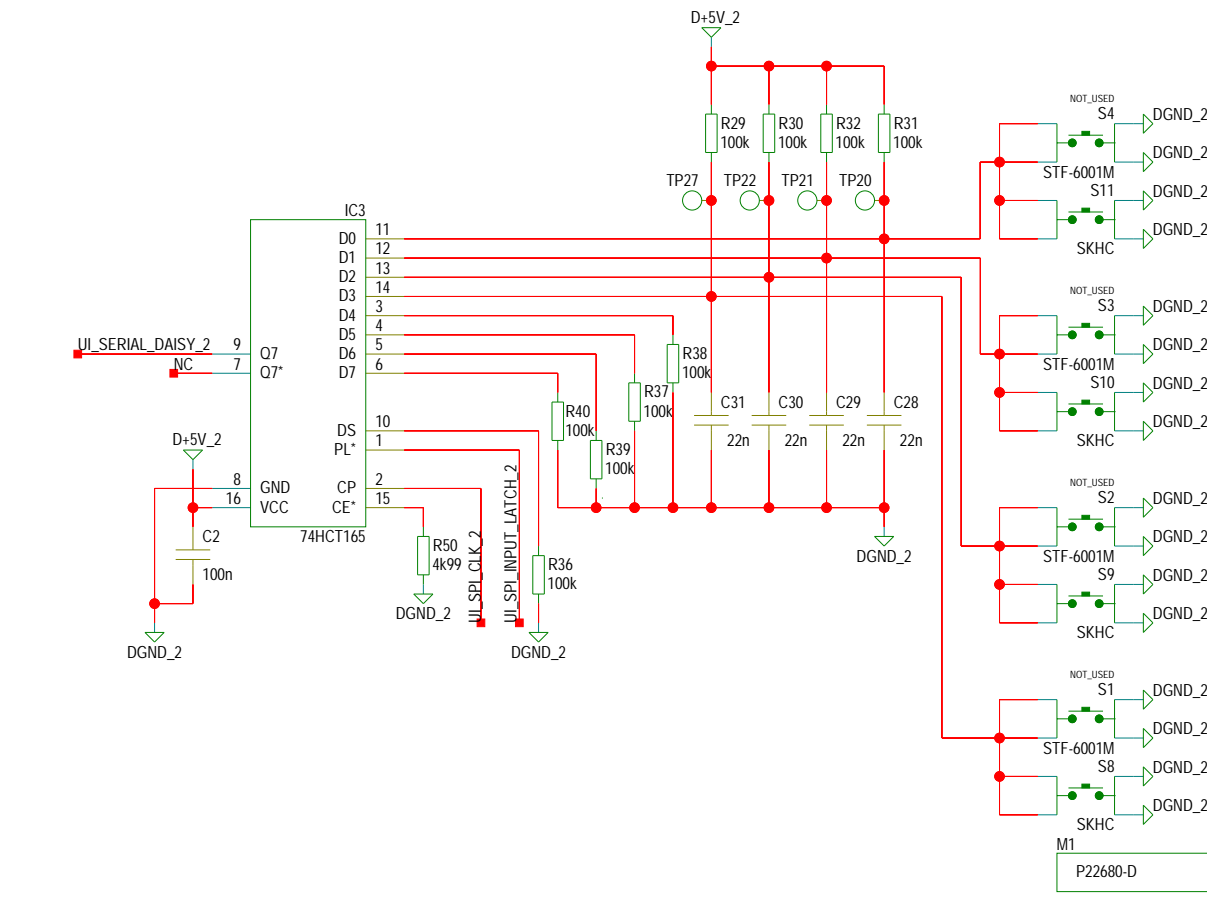 D+5V_2
NOT_USED
S4
DGND_2
R29
100k
R30
100k
R32
100k
R31
100k
DGND_2
STF-6001M
TP27
TP22
TP21
TP20
S11
DGND_2
IC3
DGND_2
SKHC
D0
11
D1
12
D2
13
D3
14
D4
3
D5
4
D6
5
D7
6
NOT_USED
S3
DGND_2
DGND_2
STF-6001M
S10
DGND_2
DGND_2
SKHC
UI_SERIAL_DAISY_2
9
Q7
NC
7
Q7*
R38
100k
R37
100k
R40
100k
R39
100k
C31
22n
C30
22n
C29
22n
C28
22n
DS
10
PL*
1
D+5V_2
8
GND
16
VCC
CP
2
CE*
15
74HCT165
C2
100n
R50
4k99
UI_SPI_CLK_2
UI_SPI_INPUT_LATCH_2
R36
100k
DGND_2
NOT_USED
S2
DGND_2
DGND_2
STF-6001M
S9
DGND_2
DGND_2
SKHC
DGND_2
DGND_2
DGND_2
NOT_USED
S1
DGND_2
DGND_2
STF-6001M
S8
DGND_2
DGND_2
SKHC
M1
P22680-D